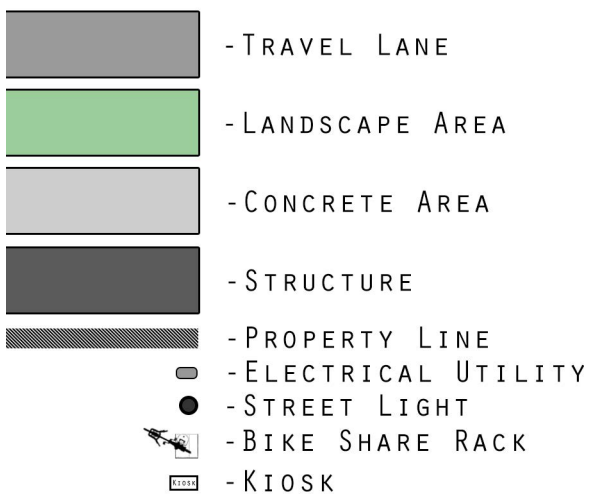 - Travel Lane
- Landscape Area
- Concrete Area
- Structure
- Property Line
- Electrical Utility
- Street Light
- Bike Share Rack
Kiosk - Kiosk